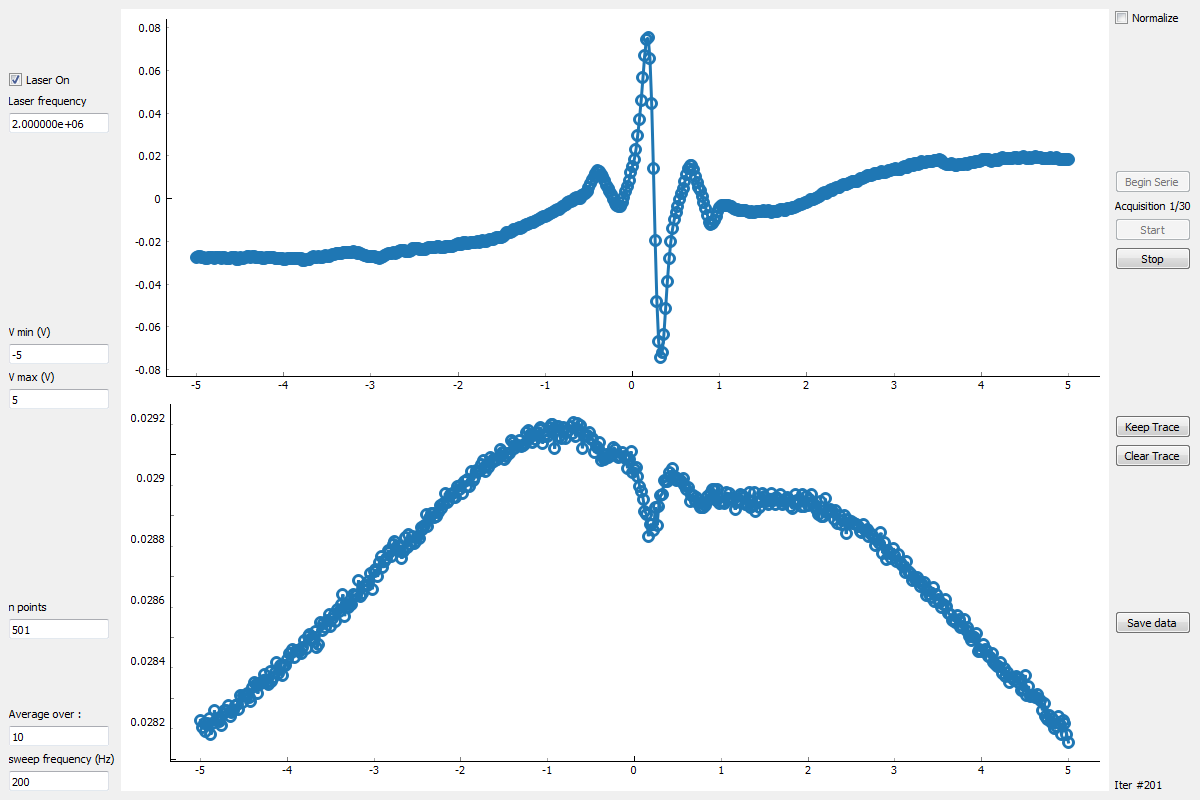 Laser On
Laser frequency
2.000000e+06
V min (V)
-5
V max (V)
5
n points
501
Average over :
10
sweep frequency (Hz)
200
0.08
0.06
0.04
0.02
0
-0.02
-0.04
-0.06
-0.08
-5 -4 -3 -2 -1 0 1 2 3 4 5
0.0292
0.029
0.0288
0.0286
0.0284
0.0282
-5 -4 -3 -2 -1 0 1 2 3 4 5
Normalize
Begin Serie
Acquisition 1/30
Start
Stop
Keep Trace
Clear Trace
Save data
Iter #201